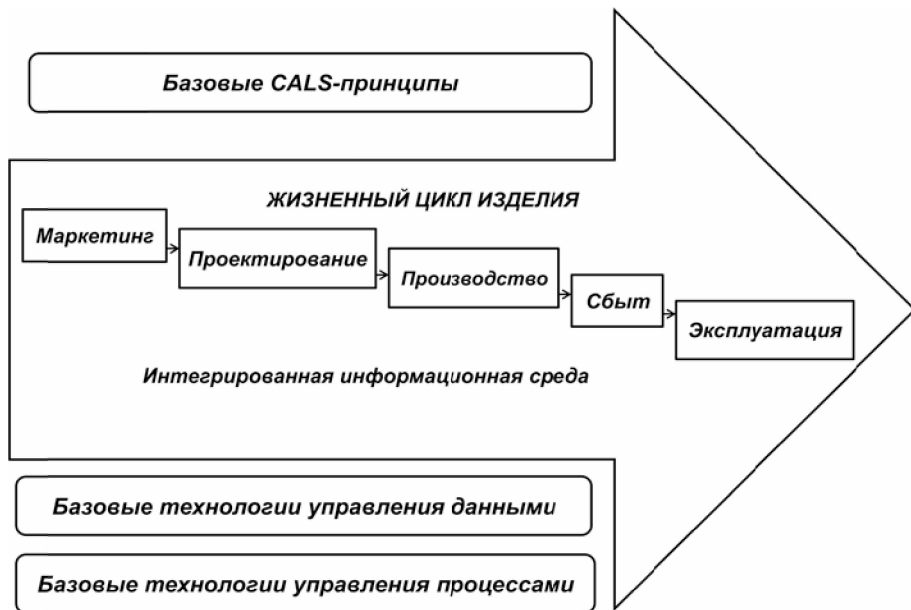 Базовые CALS-принципы
ЖИЗНЕННЫЙ ЦИКЛ ИЗДЕЛИЯ
Маркетинг
Проектирование
Производство
Сбыт
Эксплуатация
Интегрированная информационная среда
Базовые технологии управления данными
Базовые технологии управления процессами